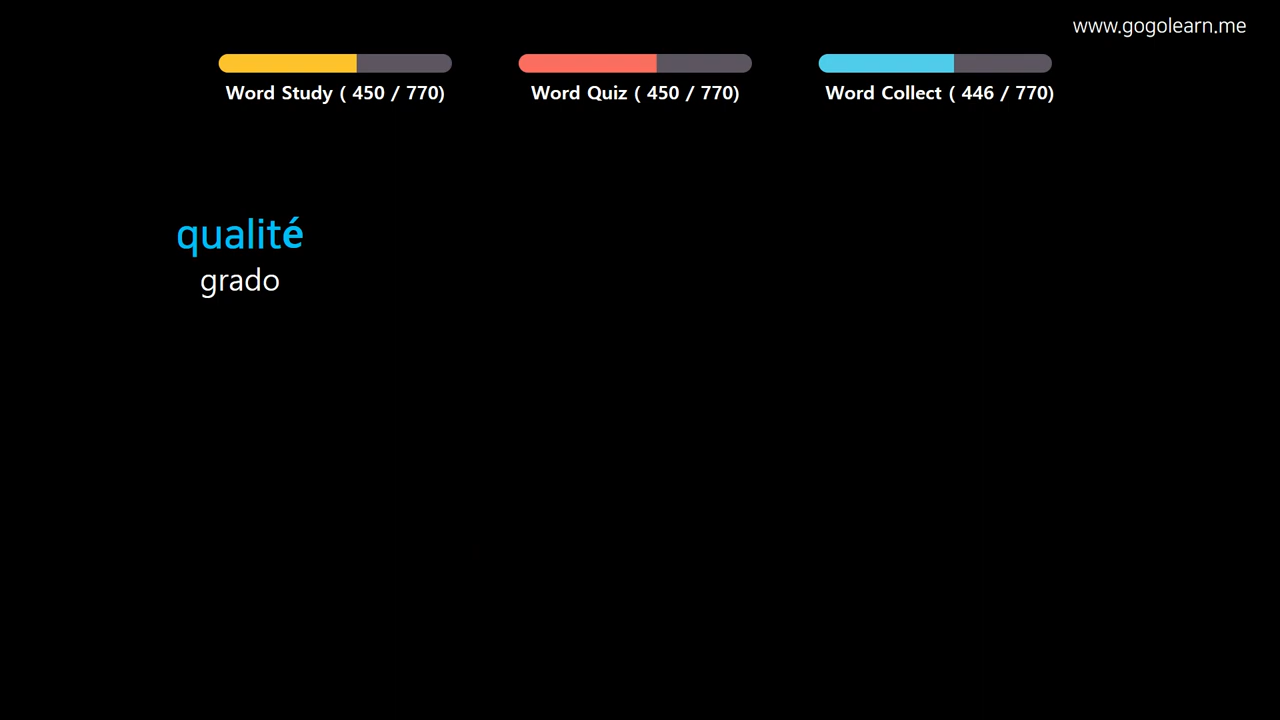 www.gogolearn.me
Word Study ( 450 / 770)
Word Quiz ( 450 / 770)
Word Collect ( 446 / 770)
qualité
grado